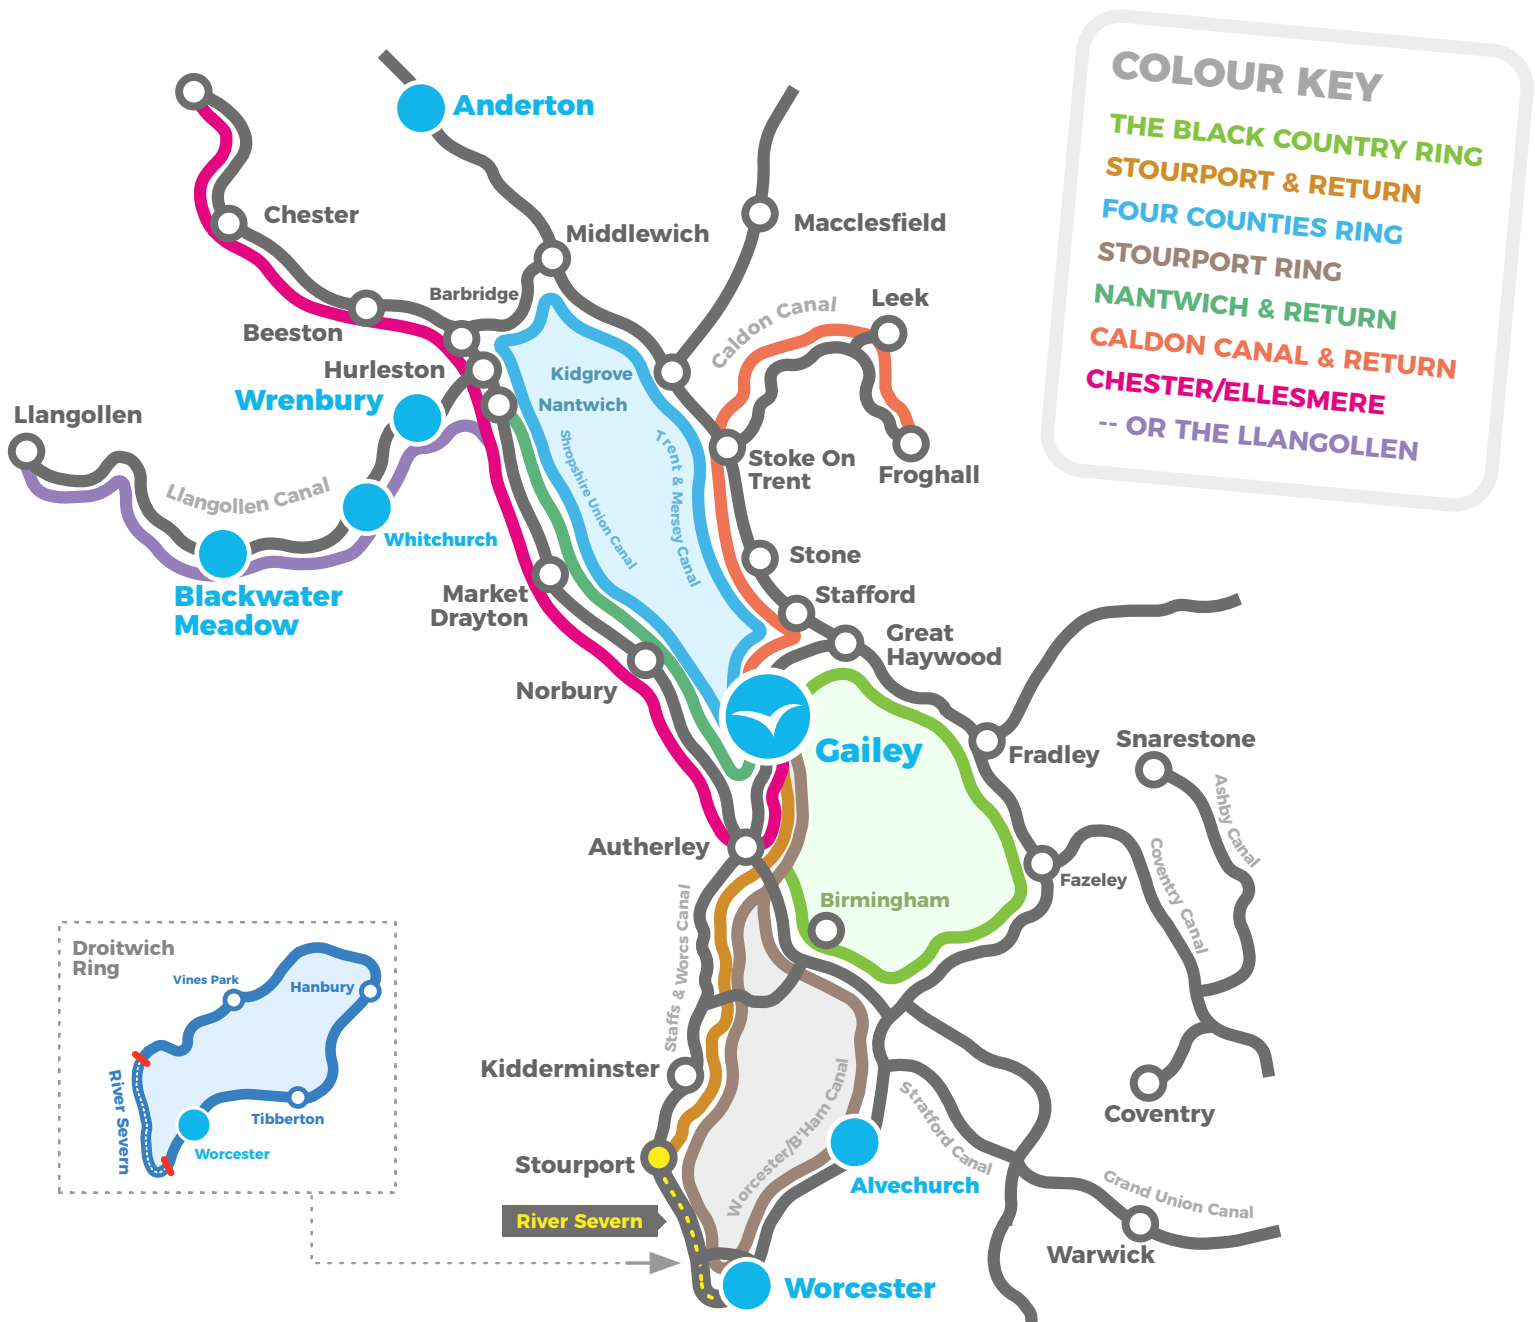 COLOUR KEY
THE BLACK COUNTRY RING
STOURPORT & RETURN
FOUR COUNTIES RING
STOURPORT RING
NANTWICH & RETURN
CALDON CANAL & RETURN
CHESTER/ELLESMERE
-- OR THE LLANGOLLEN
Anderton
Chester
Middlewich
Macclesfield
Barbridge
Beeston
Caldon Canal
Leek
Hurleston
Kidgrove
Wrenbury
Nantwich
Llangollen
Stoke On
Trent
Froghall
Llangollen Canal
Shropshire Union Canal
Trent & Mersey Canal
Whitchurch
Blackwater
Meadow
Stone
Market
Drayton
Stafford
Great
Haywood
Norbury
Gailey
Fradley
Snarestone
Ashby Canal
Autherley
Coventry Canal
Fazeley
Birmingham
Staffs & Worcs Canal
Droitwich
Ring
Vines Park
Hanbury
River Severn
Tibberton
Worcester
Kidderminster
Worcester/B'Ham Canal
Stratford Canal
Coventry
Stourport
Alvechurch
Grand Union Canal
River Severn
Warwick
Worcester